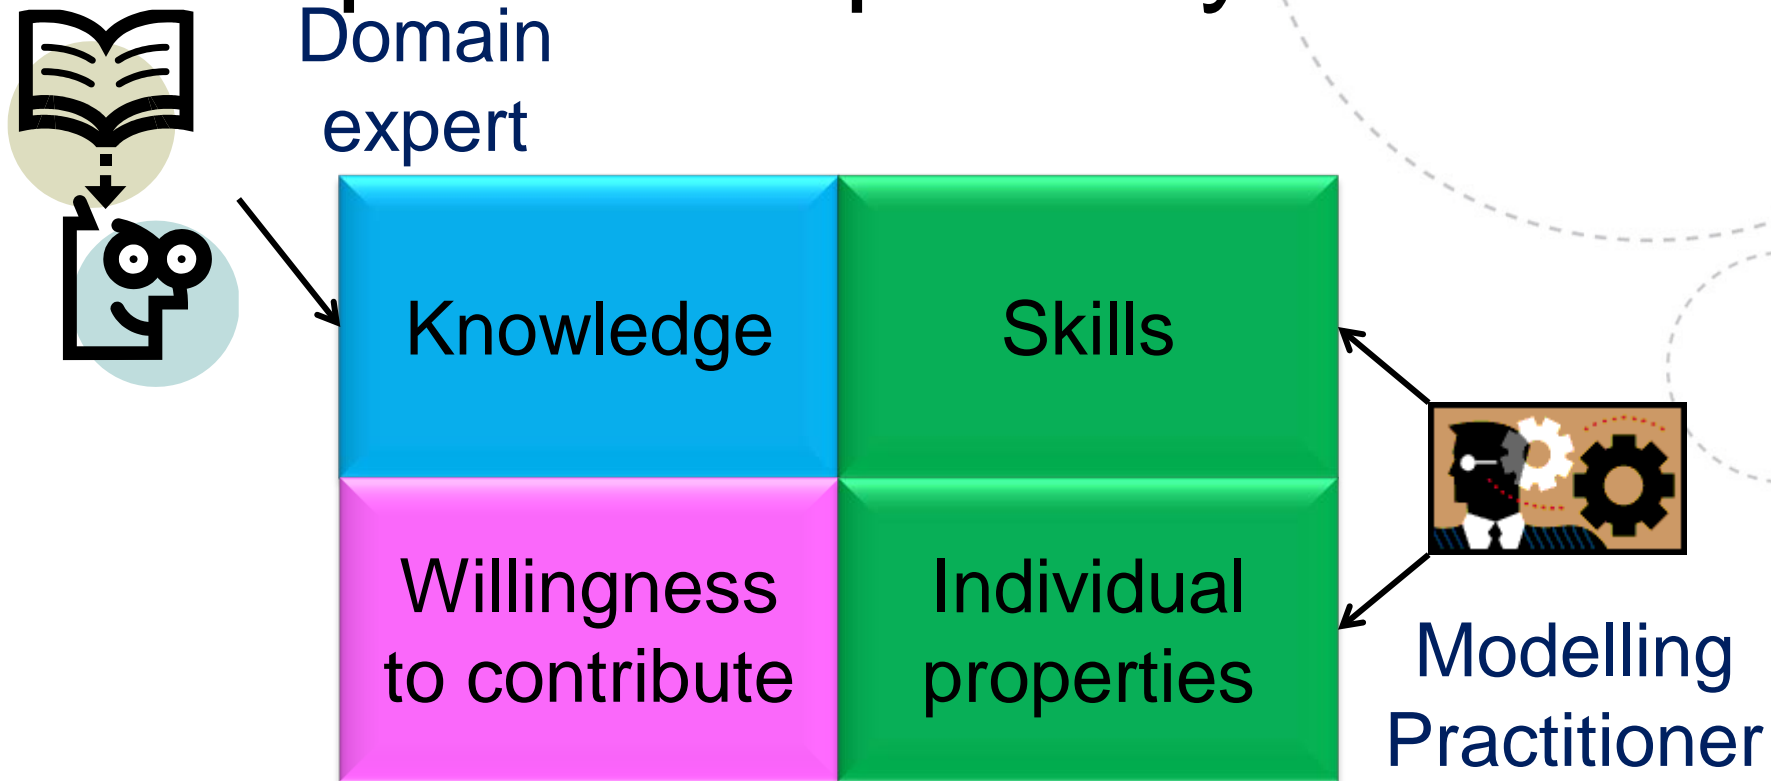 Domain
expert
Knowledge
Skills
Willingness
to contribute
Individual
properties
Modelling
Practitioner